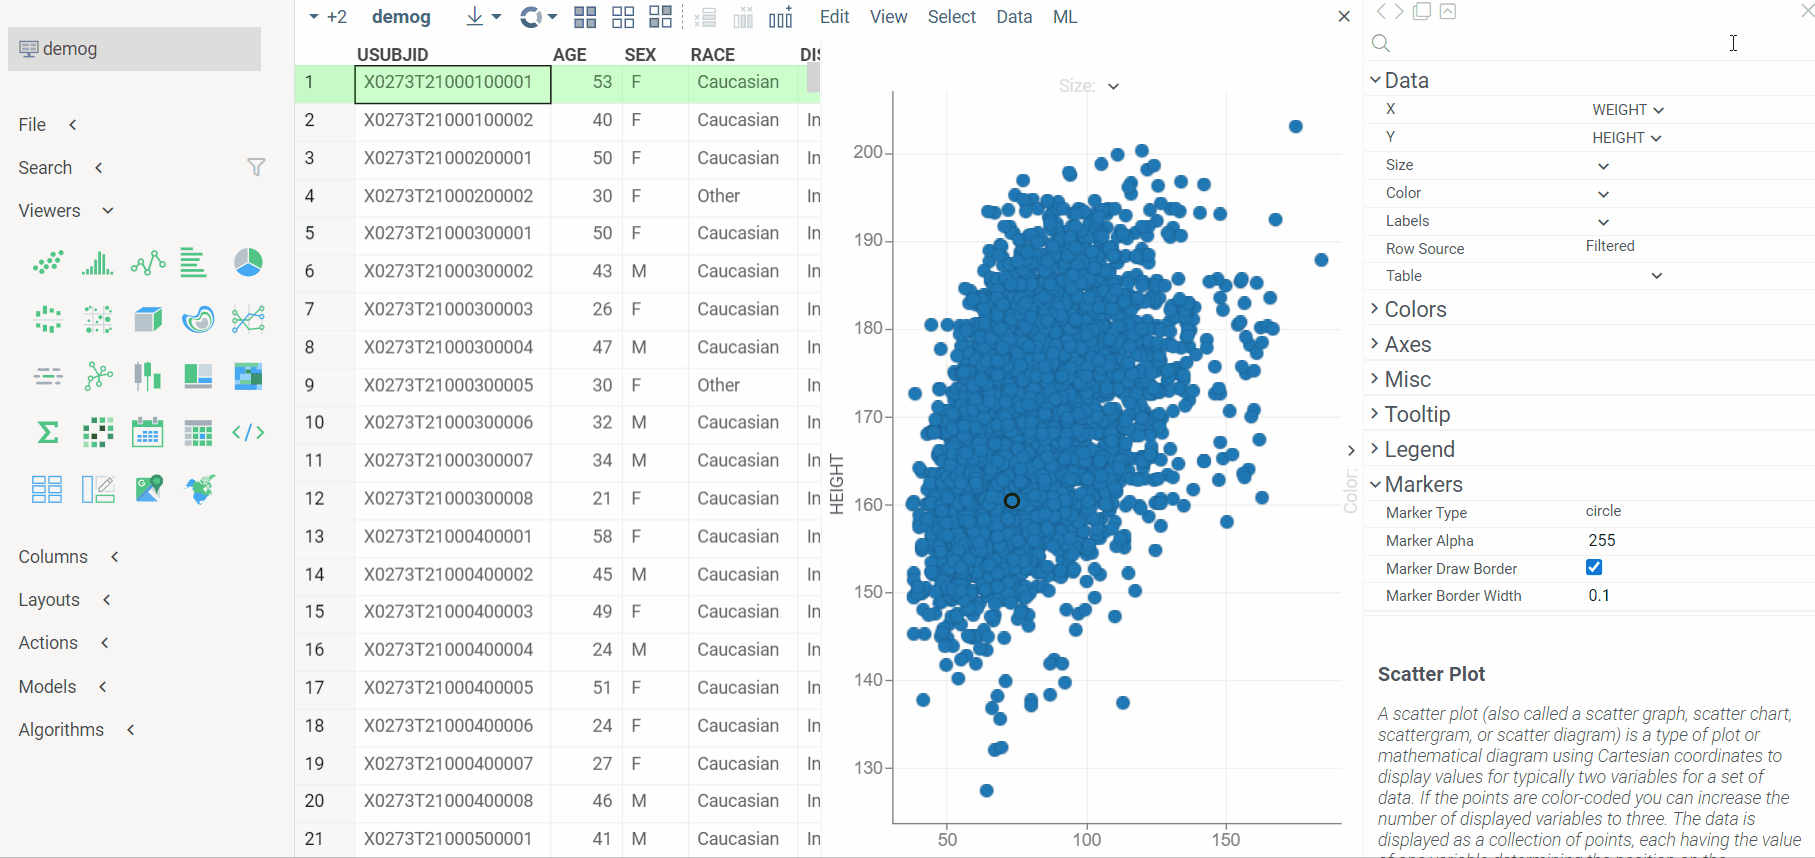 demog
File
Search
Viewers
Columns
Layouts
Actions
Models
Algorithms
+2 demog Edit View Select Data ML
USUBJID AGE SEX RACE DIS
1 X0273T21000100001 53 F Caucasian
2 X0273T21000100002 40 F Caucasian In
3 X0273T21000200001 50 F Caucasian In
4 X0273T21000200002 30 F Other In
5 X0273T21000300001 50 F Caucasian In
6 X0273T21000300002 43 M Caucasian In
7 X0273T21000300003 26 F Caucasian In
8 X0273T21000300004 47 M Caucasian In
9 X0273T21000300005 30 F Other In
10 X0273T21000300006 32 M Caucasian In
11 X0273T21000300007 34 M Caucasian In
12 X0273T21000300008 21 F Caucasian In
13 X0273T21000400001 58 F Caucasian In
14 X0273T21000400002 45 M Caucasian In
15 X0273T21000400003 49 F Caucasian In
16 X0273T21000400004 24 M Caucasian In
17 X0273T21000400005 51 F Caucasian In
18 X0273T21000400006 24 F Caucasian In
19 X0273T21000400007 27 F Caucasian In
20 X0273T21000400008 46 M Caucasian In
21 X0273T21000500001 41 M Caucasian In
Size:
200
190
180
170
160
150
140
130
HEIGHT
50 100 150
Color:
Data
X WEIGHT
Y HEIGHT
Size
Color
Labels
Row Source Filtered
Table
Colors
Axes
Misc
Tooltip
Legend
Markers
Marker Type circle
Marker Alpha 255
Marker Draw Border
Marker Border Width 0.1
Scatter Plot
A scatter plot (also called a scatter graph, scatter chart,
scattergram, or scatter diagram) is a type of plot or
mathematical diagram using Cartesian coordinates to
display values for typically two variables for a set of
data. If the points are color-coded you can increase the
number of displayed variables to three. The data is
displayed as a collection of points, each having the value